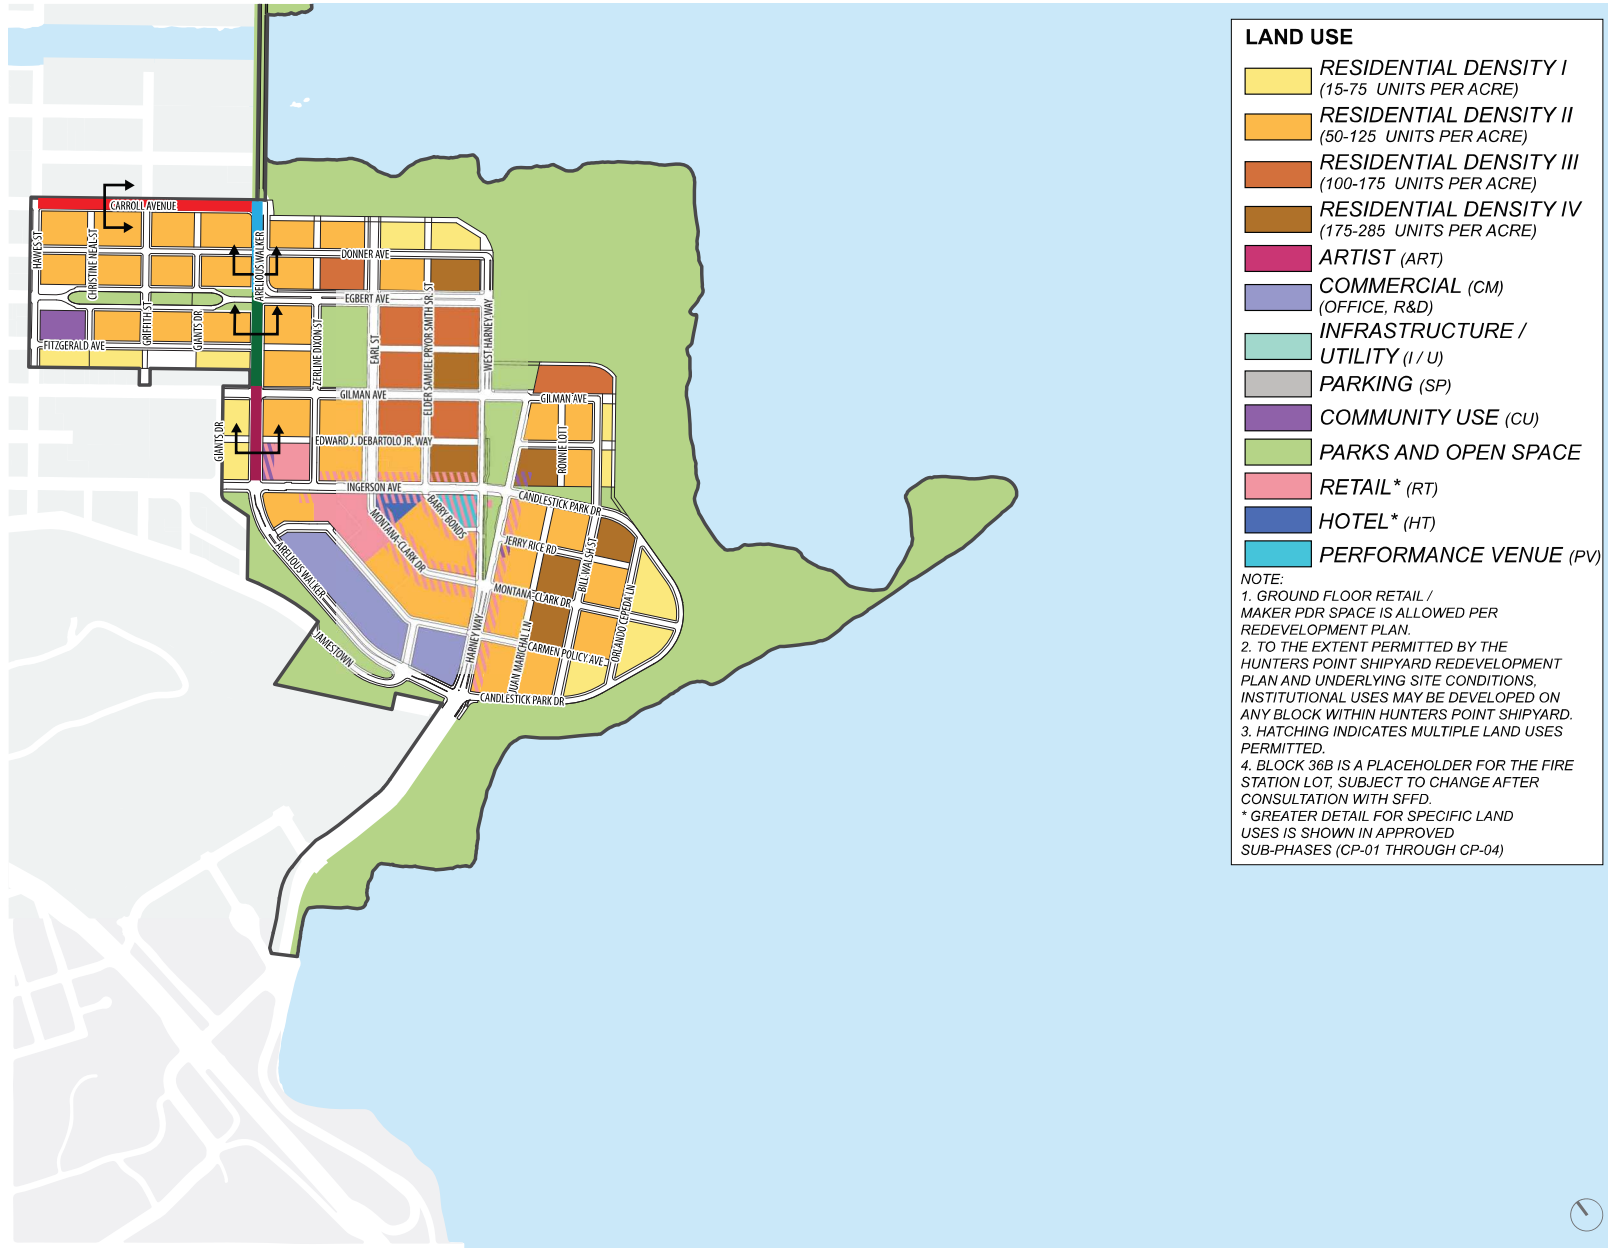 LAND USE
RESIDENTIAL DENSITY I
(15-75 UNITS PER ACRE)
RESIDENTIAL DENSITY II
(50-125 UNITS PER ACRE)
RESIDENTIAL DENSITY III
(100-175 UNITS PER ACRE)
RESIDENTIAL DENSITY IV
(175-285 UNITS PER ACRE)
ARTIST (ART)
COMMERCIAL (CM)
(OFFICE, R&D)
INFRASTRUCTURE /
UTILITY (I / U)
PARKING (SP)
COMMUNITY USE (CU)
PARKS AND OPEN SPACE
RETAIL* (RT)
HOTEL* (HT)
PERFORMANCE VENUE (PV)
NOTE:
1. GROUND FLOOR RETAIL /
MAKER PDR SPACE IS ALLOWED PER
REDEVELOPMENT PLAN.
2. TO THE EXTENT PERMITTED BY THE
HUNTERS POINT SHIPYARD REDEVELOPMENT
PLAN AND UNDERLYING SITE CONDITIONS,
INSTITUTIONAL USES MAY BE DEVELOPED ON
ANY BLOCK WITHIN HUNTERS POINT SHIPYARD.
3. HATCHING INDICATES MULTIPLE LAND USES
PERMITTED.
4. BLOCK 36B IS A PLACEHOLDER FOR THE FIRE
STATION LOT, SUBJECT TO CHANGE AFTER
CONSULTATION WITH SFFD.
* GREATER DETAIL FOR SPECIFIC LAND
USES IS SHOWN IN APPROVED
SUB-PHASES (CP-01 THROUGH CP-04)
CARROLL AVENUE
HAWES ST
CHRISTINE NEAL ST
GRIFFITH ST
GIANTS DR
ARELIOUS WALKER
DONNER AVE
EGBERT AVE
FITZGERALD AVE
ZERLINE DIXON ST
EARL ST
ELDER SAMUEL PRYOR SMITH SR. ST
WEST HARNEY WAY
GILMAN AVE
GILMAN AVE
GIANTS DR
EDWARD J. DEBARTOLO JR. WAY
RONNIE LOTT
INGERSON AVE
CANDLESTICK PARK DR
MONTANA-CLARK DR
BARRY BONDS
JERRY RICE RD
BILL WALSH ST
ARELIOUS WALKER
MONTANA-CLARK DR
ORLANDO CEPEDA LN
HARNEY WAY
JUAN MARICHAL LN
CARMEN POLICY AVE
JAMESTOWN
CANDLESTICK PARK DR